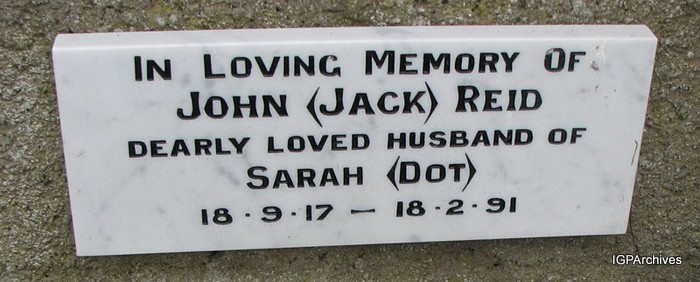 IN LOVING MEMORY OF
JOHN (JACK) REID
DEARLY LOVED HUSBAND OF
SARAH (DOT)
18·9·17 — 18·2·91
IGPArchives